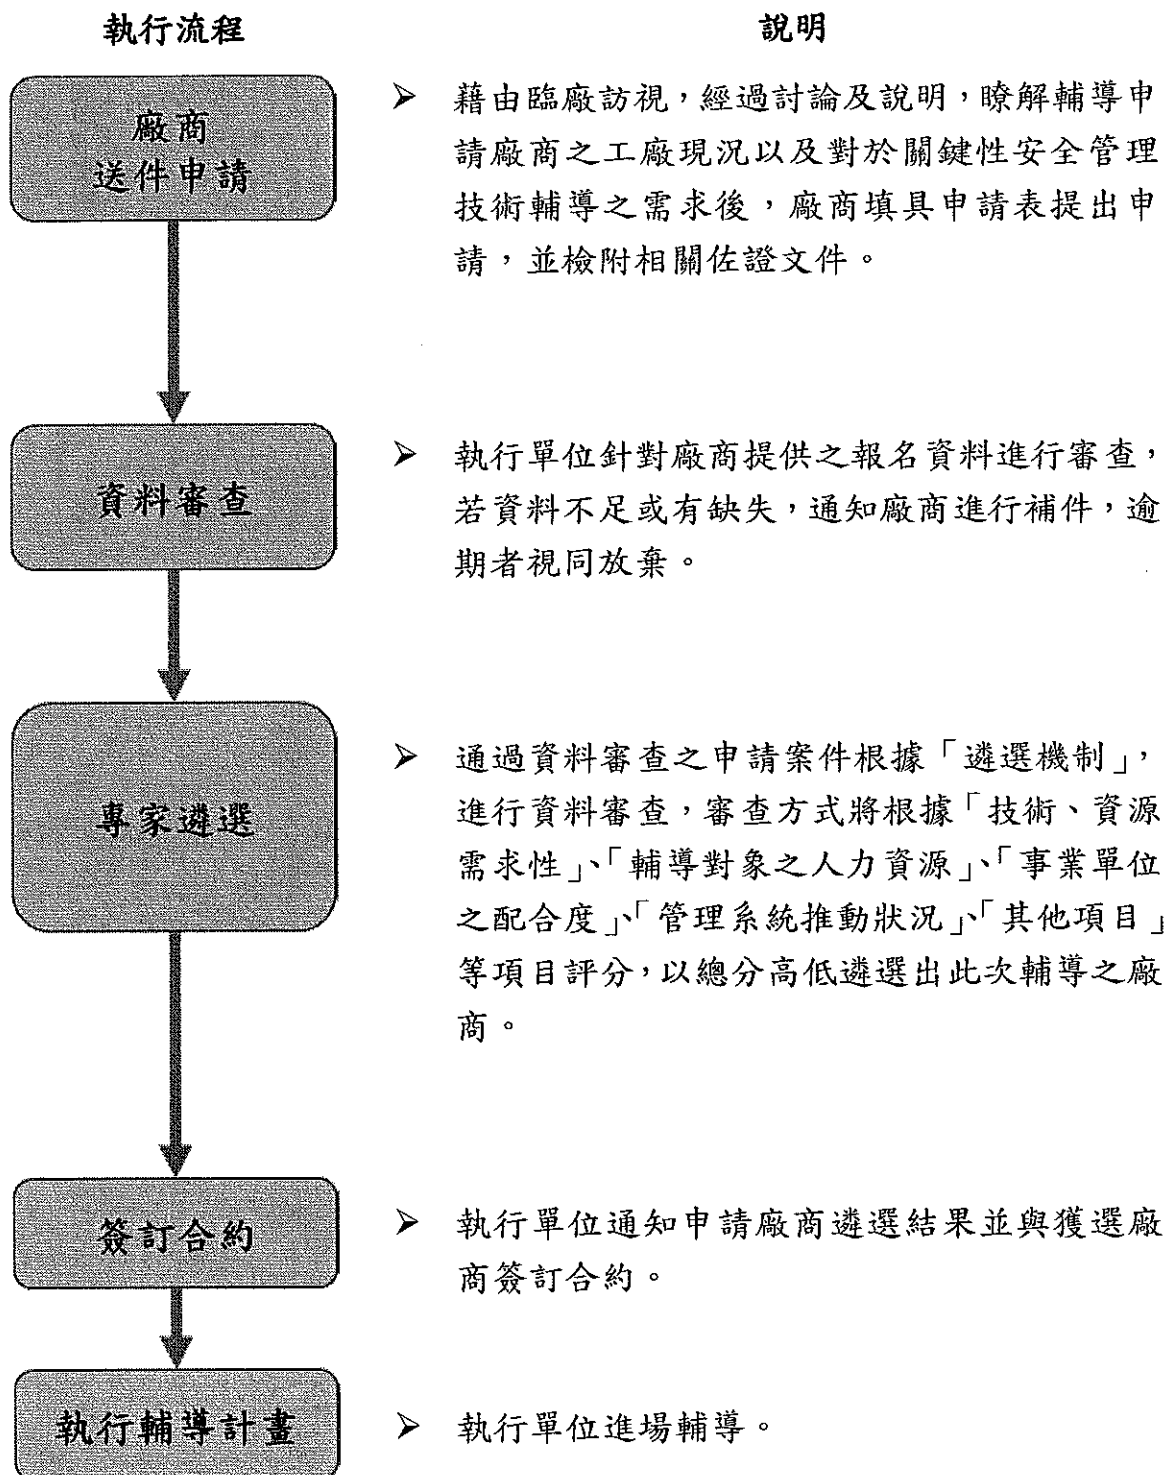 執行流程
說明
廠商
送件申請
➢ 藉由臨廠訪視，經過討論及說明，瞭解輔導申
請廠商之工廠現況以及對於關鍵性安全管理
技術輔導之需求後，廠商填具申請表提出申
請，並檢附相關佐證文件。
資料審查
➢ 執行單位針對廠商提供之報名資料進行審查，
若資料不足或有缺失，通知廠商進行補件，逾
期者視同放棄。
專家遴選
➢ 通過資料審查之申請案件根據「遴選機制」，
進行資料審查，審查方式將根據「技術、資源
需求性」、「輔導對象之人力資源」、「事業單位
之配合度」、「管理系統推動狀況」、「其他項目」
等項目評分，以總分高低遴選出此次輔導之廠
商。
簽訂合約
➢ 執行單位通知申請廠商遴選結果並與獲選廠
商簽訂合約。
執行輔導計畫
➢ 執行單位進場輔導。